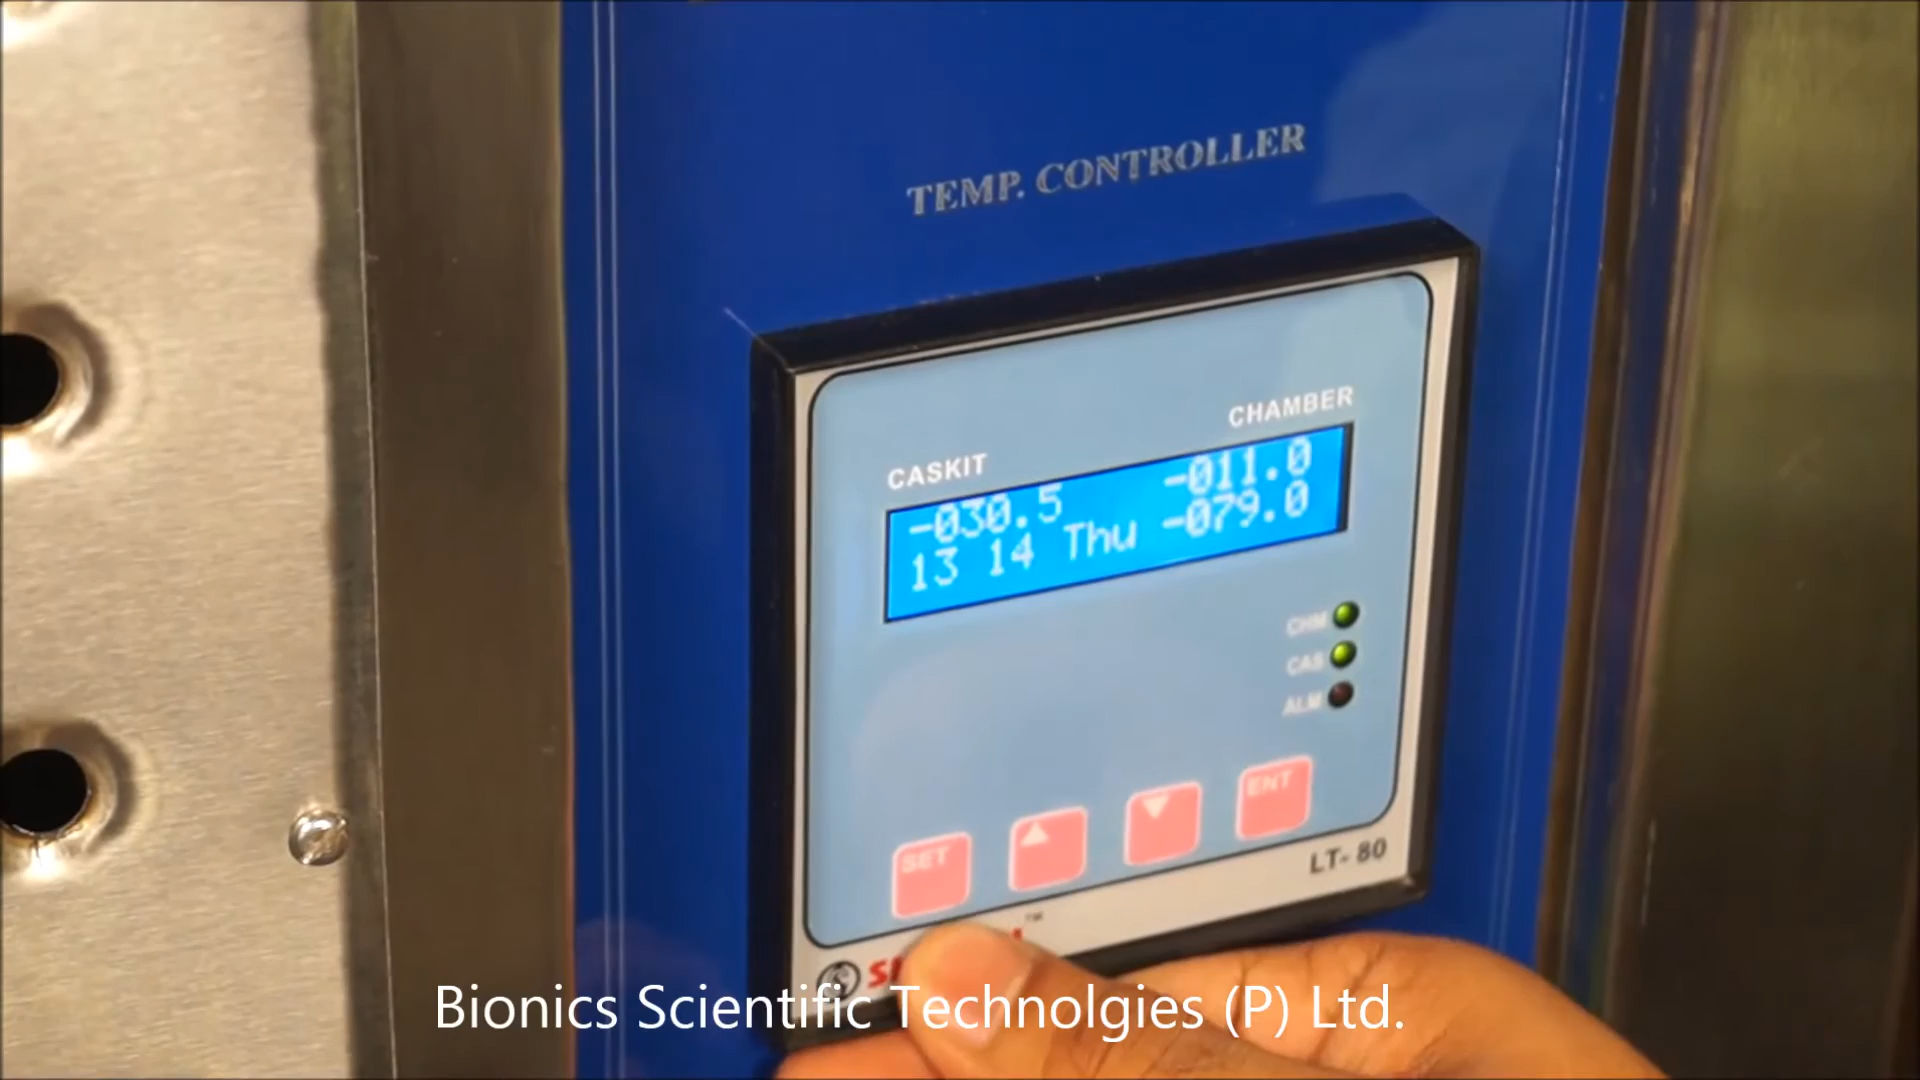 TEMP. CONTROLLER
CHAMBER
CASKIT
-030.5 -011.0
13 14 Thu -079.0
CHM
CAS
ALM
SET
ENT
LT- 80
Bionics Scientific Technolgies (P) Ltd.